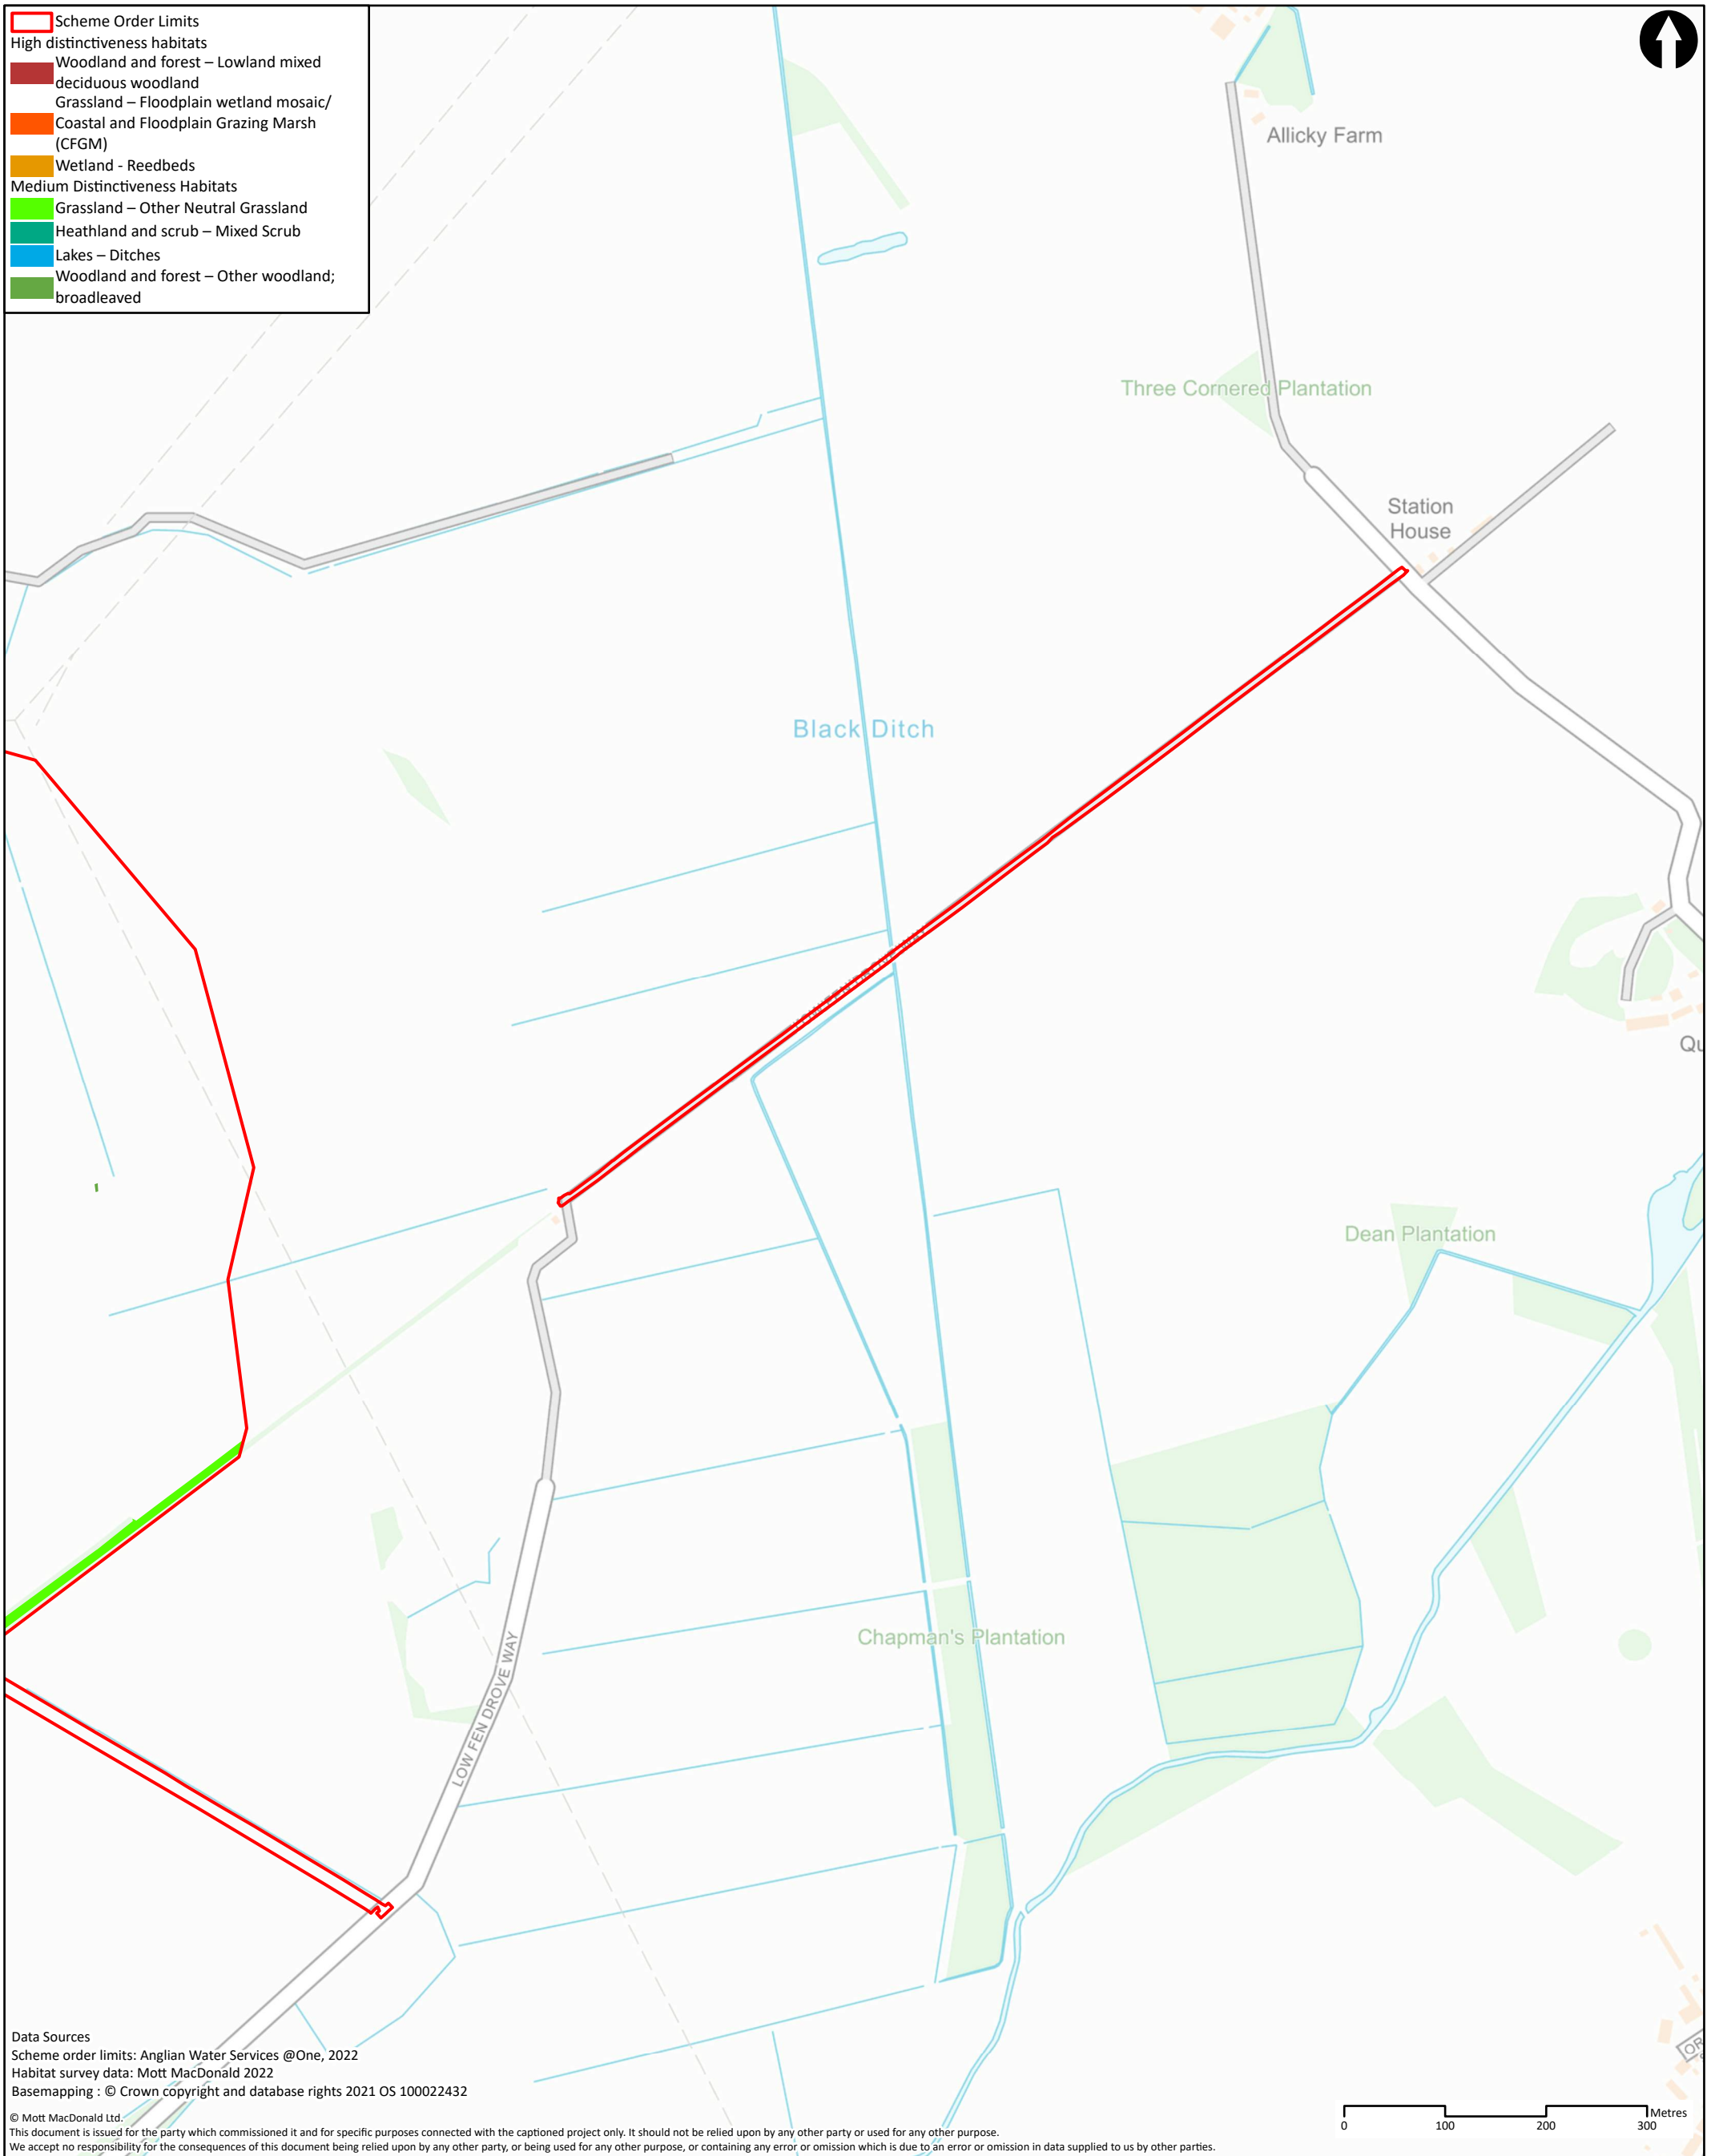 Scheme Order Limits
High distinctiveness habitats
Woodland and forest – Lowland mixed
deciduous woodland
Grassland – Floodplain wetland mosaic/
Coastal and Floodplain Grazing Marsh
(CFGM)
Wetland - Reedbeds
Medium Distinctiveness Habitats
Grassland – Other Neutral Grassland
Heathland and scrub – Mixed Scrub
Lakes – Ditches
Woodland and forest – Other woodland;
broadleaved
Allicky Farm
Three Cornered Plantation
Station
House
Black Ditch
Qu
Dean Plantation
Chapman's Plantation
LOW FEN DROVE WAY
Data Sources
Scheme order limits: Anglian Water Services @One, 2022
Habitat survey data: Mott MacDonald 2022
Basemapping : © Crown copyright and database rights 2021 OS 100022432
© Mott MacDonald Ltd.
This document is issued for the party which commissioned it and for specific purposes connected with the captioned project only. It should not be relied upon by any other party or used for any other purpose.
We accept no responsibility for the consequences of this document being relied upon by any other party, or being used for any other purpose, or containing any error or omission which is due to an error or omission in data supplied to us by other parties.
Metres
0 100 200 300